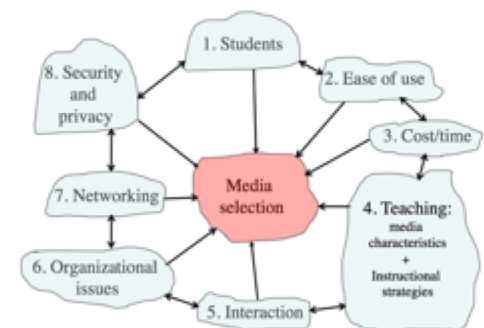 1. Students
8. Security
and
privacy
2. Ease of use
3. Cost/time
Media
selection
7. Networking
4. Teaching:
media
characteristics
+
Instructional
strategies
6. Organizational
issues
5. Interaction